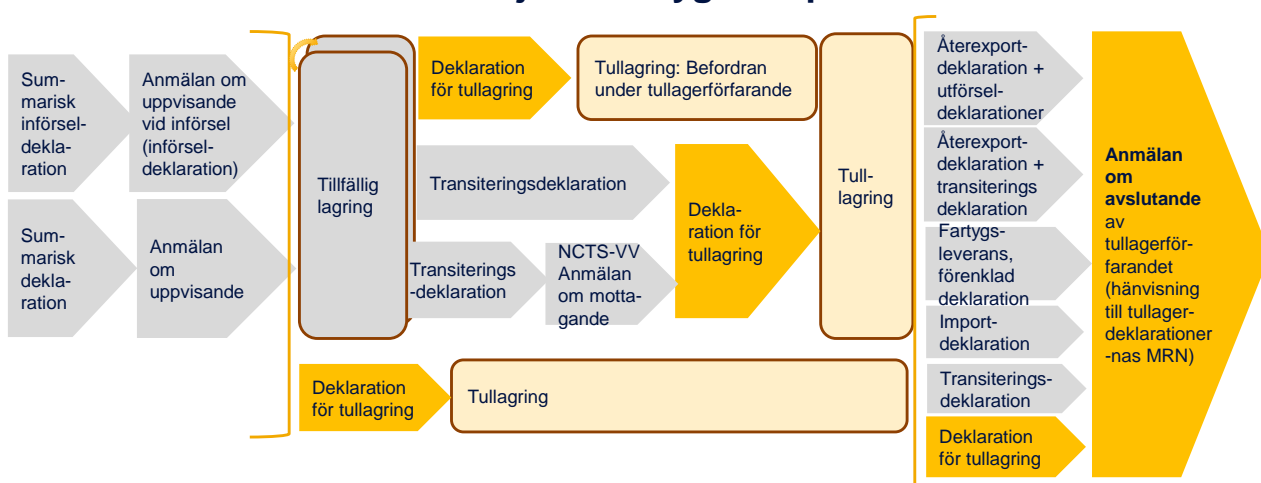 Sum-
marisk
införsel-
dekla-
ration
Anmälan om
uppvisande
vid införsel
(införsel-
deklaration)
Sum-
marisk
dekla-
ration
Anmälan
om
uppvisande
Tillfällig
lagring
Deklaration
för tullagring
Tullagring: Befordran
under tullagerförfarande
Transiteringsdeklaration
Transiterings
-deklaration
NCTS-VV
Anmälan
om motta-
gande
Dekla-
ration för
tullagring
Tull-
lagring
Deklaration
för tullagring
Tullagring
Återexport-
deklaration +
utförsel-
deklarationer
Återexport-
deklaration +
transiterings
deklaration
Fartygs-
leverans,
förenklad
deklaration
Import-
deklaration
Transiterings-
deklaration
Deklaration
för tullagring
Anmälan
om
avslutande
av
tullagerför-
farandet
(hänvisning
till tullager-
deklarationer
-nas MRN)